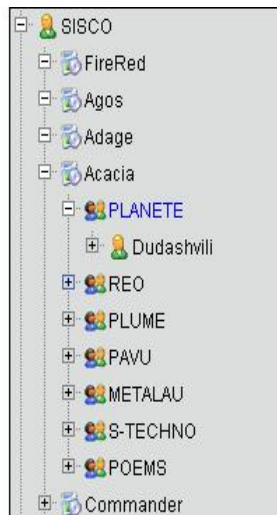 SISCO
FireRed
Agos
Adage
Acacia
PLANETE
Dudashvili
REO
PLUME
PAVU
METALAU
S-TECHNO
POEMS
Commander